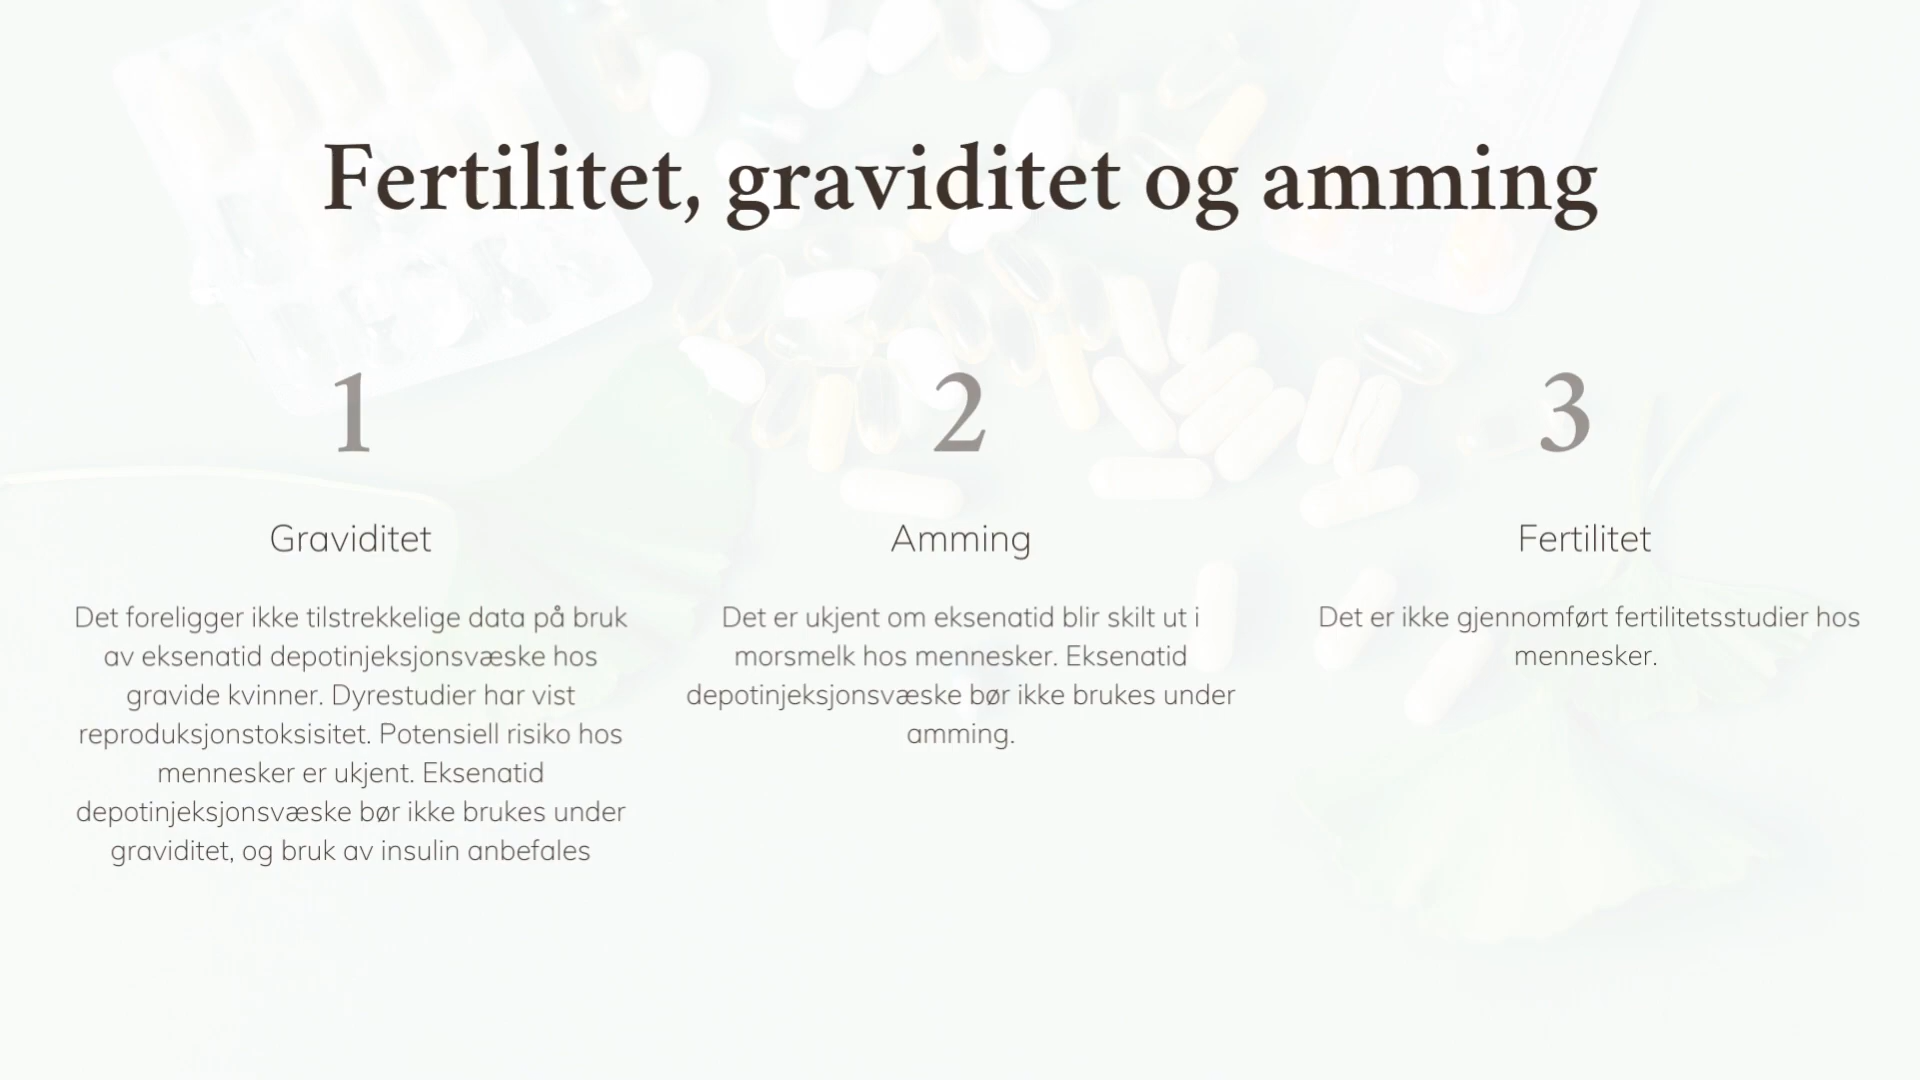 Fertilitet, graviditet og amming
1
Graviditet
Det foreligger ikke tilstrekkelige data på bruk
av eksenatid depotinjeksjonsvæske hos
gravide kvinner. Dyrestudier har vist
reproduksjonstoksisitet. Potensiell risiko hos
mennesker er ukjent. Eksenatid
depotinjeksjonsvæske bør ikke brukes under
graviditet, og bruk av insulin anbefales
2
Amming
Det er ukjent om eksenatid blir skilt ut i
morsmelk hos mennesker. Eksenatid
depotinjeksjonsvæske bør ikke brukes under
amming.
3
Fertilitet
Det er ikke gjennomført fertilitetsstudier hos
mennesker.